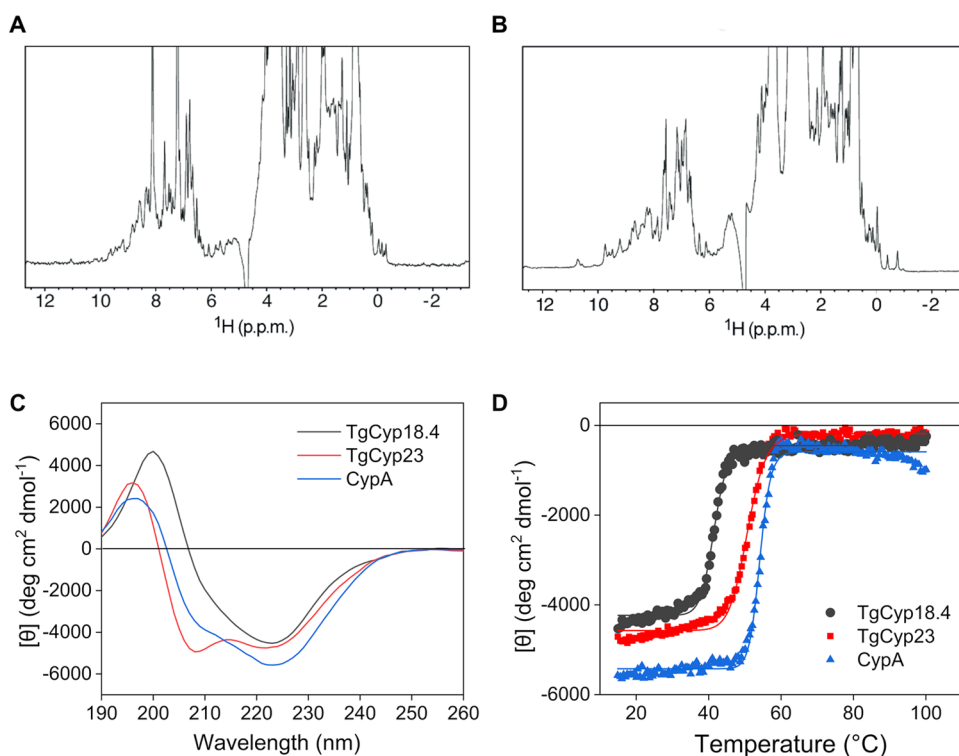 A
B
12 10 8 6 4 2 0 -2
¹H (p.p.m.)
12 10 8 6 4 2 0 -2
¹H (p.p.m.)
C
6000
4000
2000
0
-2000
-4000
-6000
[θ] (deg cm² dmol⁻¹)
TgCyp18.4
TgCyp23
CypA
190 200 210 220 230 240 250 260
Wavelength (nm)
D
0
-2000
-4000
-6000
[θ] (deg cm² dmol⁻¹)
TgCyp18.4
TgCyp23
CypA
20 40 60 80 100
Temperature (°C)